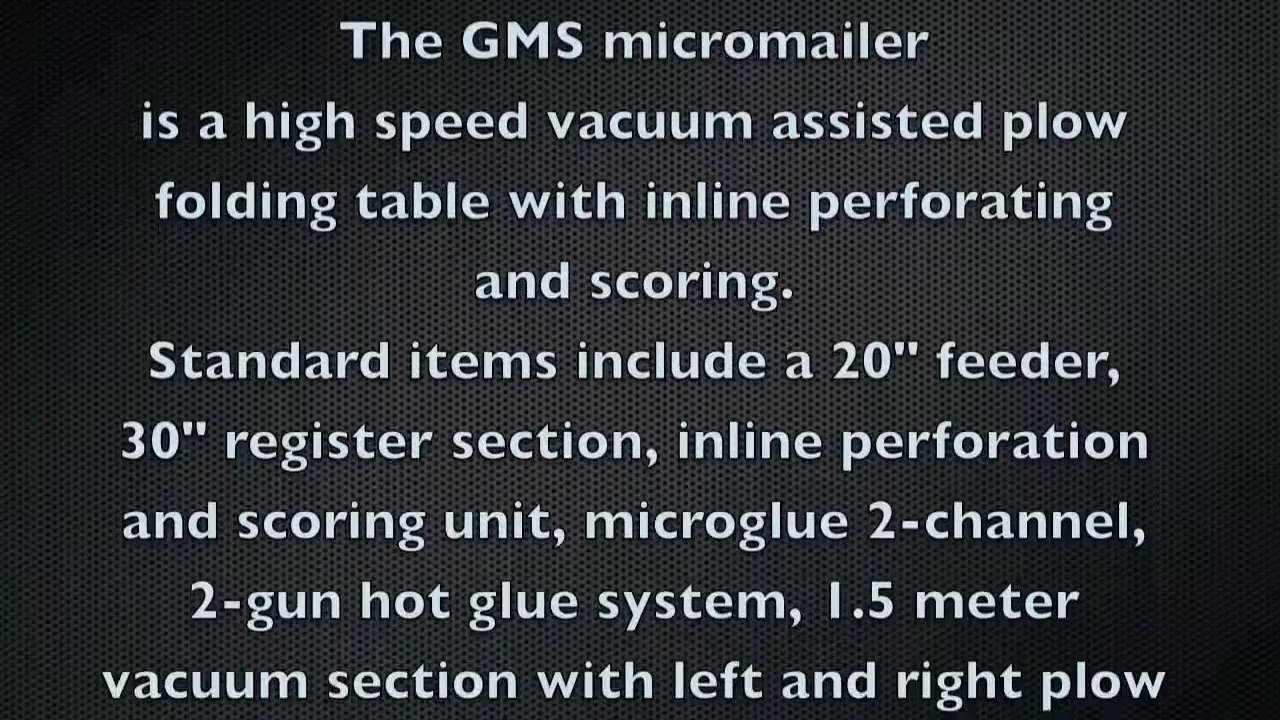 The GMS micromailer
is a high speed vacuum assisted plow
folding table with inline perforating
and scoring.
Standard items include a 20" feeder,
30" register section, inline perforation
and scoring unit, microglue 2-channel,
2-gun hot glue system, 1.5 meter
vacuum section with left and right plow